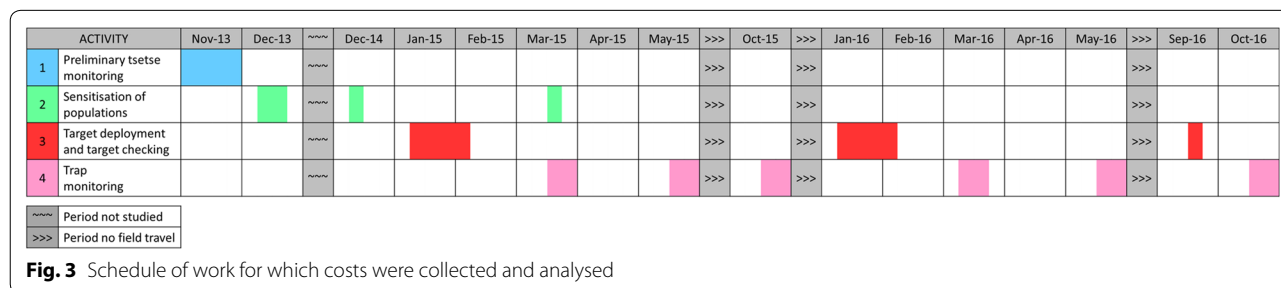 ACTIVITY Nov-13 Dec-13 ~~~ Dec-14 Jan-15 Feb-15 Mar-15 Apr-15 May-15 >>> Oct-15 >>> Jan-16 Feb-16 Mar-16 Apr-16 May-16 >>> Sep-16 Oct-16
1 Preliminary tsetse monitoring ~~~ >>> >>> >>>
2 Sensitisation of populations ~~~ >>> >>> >>>
3 Target deployment and target checking ~~~ >>> >>> >>>
4 Trap monitoring ~~~ >>> >>> >>>
~~~ Period not studied
>>> Period no field travel
Fig. 3 Schedule of work for which costs were collected and analysed